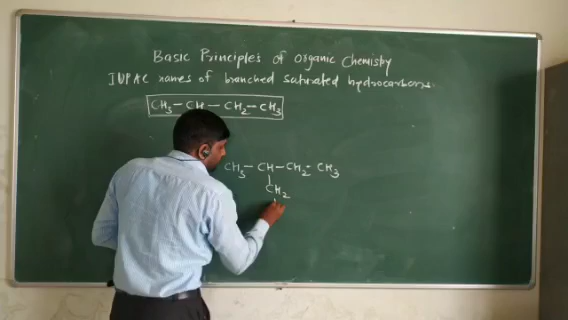 Basic Principles of Organic Chemistry
IUPAC names of branched saturated hydrocarbons.
CH₃-CH-CH₂-CH₃
CH₃-CH-CH₂-CH₃
CH₂